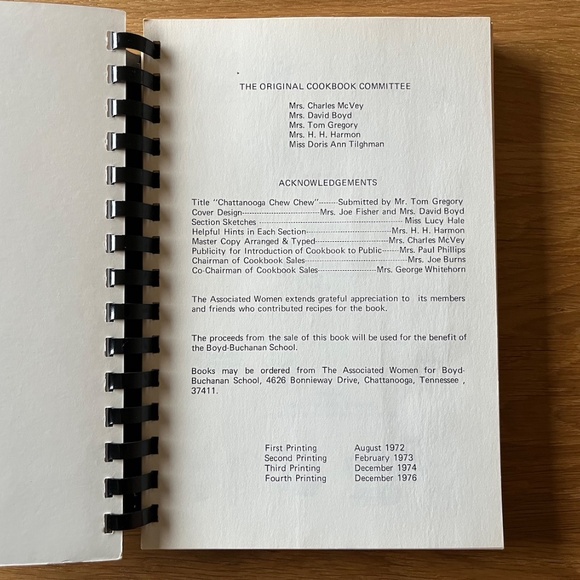 THE ORIGINAL COOKBOOK COMMITTEE
Mrs. Charles McVey
Mrs. David Boyd
Mrs. Tom Gregory
Mrs. H. H. Harmon
Miss Doris Ann Tilghman
ACKNOWLEDGEMENTS
Title "Chattanooga Chew Chew"-------Submitted by Mr. Tom Gregory
Cover Design--------------------------Mrs. Joe Fisher and Mrs. David Boyd
Section Sketches ------------------------------------------------Miss Lucy Hale
Helpful Hints in Each Section-----------------------------Mrs. H. H. Harmon
Master Copy Arranged & Typed-------------------------Mrs. Charles McVey
Publicity for Introduction of Cookbook to Public------Mrs. Paul Phillips
Chairman of Cookbook Sales-----------------------------------Mrs. Joe Burns
Co-Chairman of Cookbook Sales--------------------Mrs. George Whitehorn
The Associated Women extends grateful appreciation to its members
and friends who contributed recipes for the book.
The proceeds from the sale of this book will be used for the benefit of
the Boyd-Buchanan School.
Books may be ordered from The Associated Women for Boyd-
Buchanan School, 4626 Bonnieway Drive, Chattanooga, Tennessee ,
37411.
First Printing August 1972
Second Printing February 1973
Third Printing December 1974
Fourth Printing December 1976